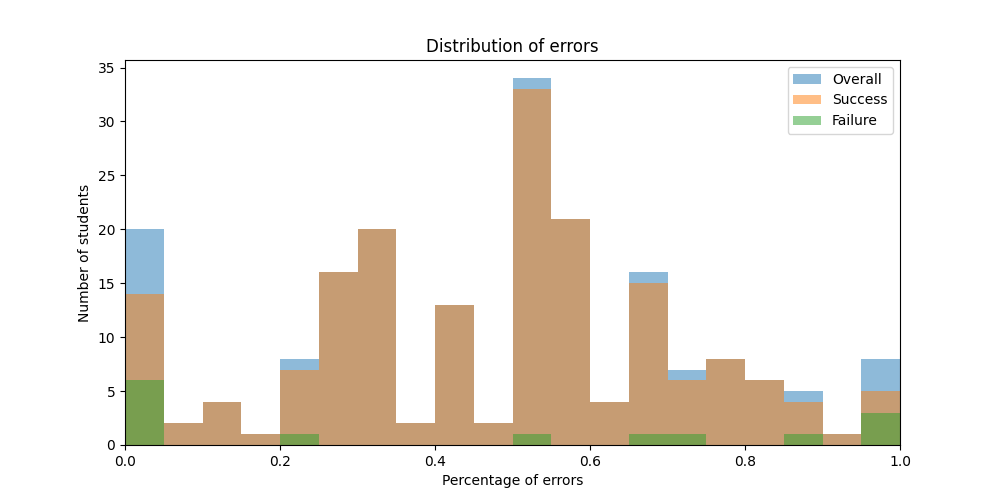 Distribution of errors
Overall
Success
Failure
Number of students
35
30
25
20
15
10
5
0
0.0
0.2
0.4
0.6
0.8
1.0
Percentage of errors